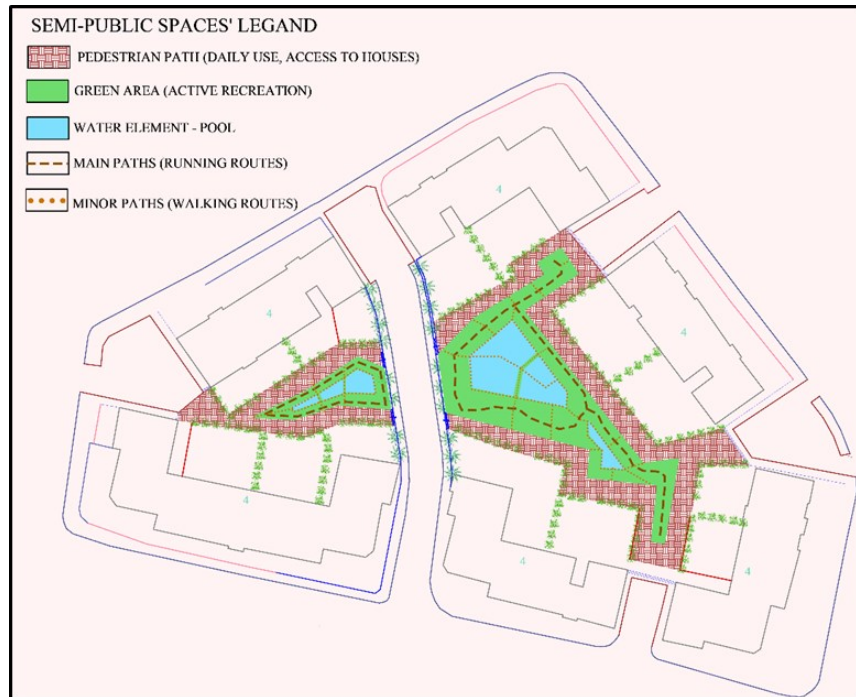 SEMI-PUBLIC SPACES' LEGAND
PEDESTRIAN PATH (DAILY USE, ACCESS TO HOUSES)
GREEN AREA (ACTIVE RECREATION)
WATER ELEMENT - POOL
MAIN PATHS (RUNNING ROUTES)
MINOR PATHS (WALKING ROUTES)
4
4
4
4
4
4